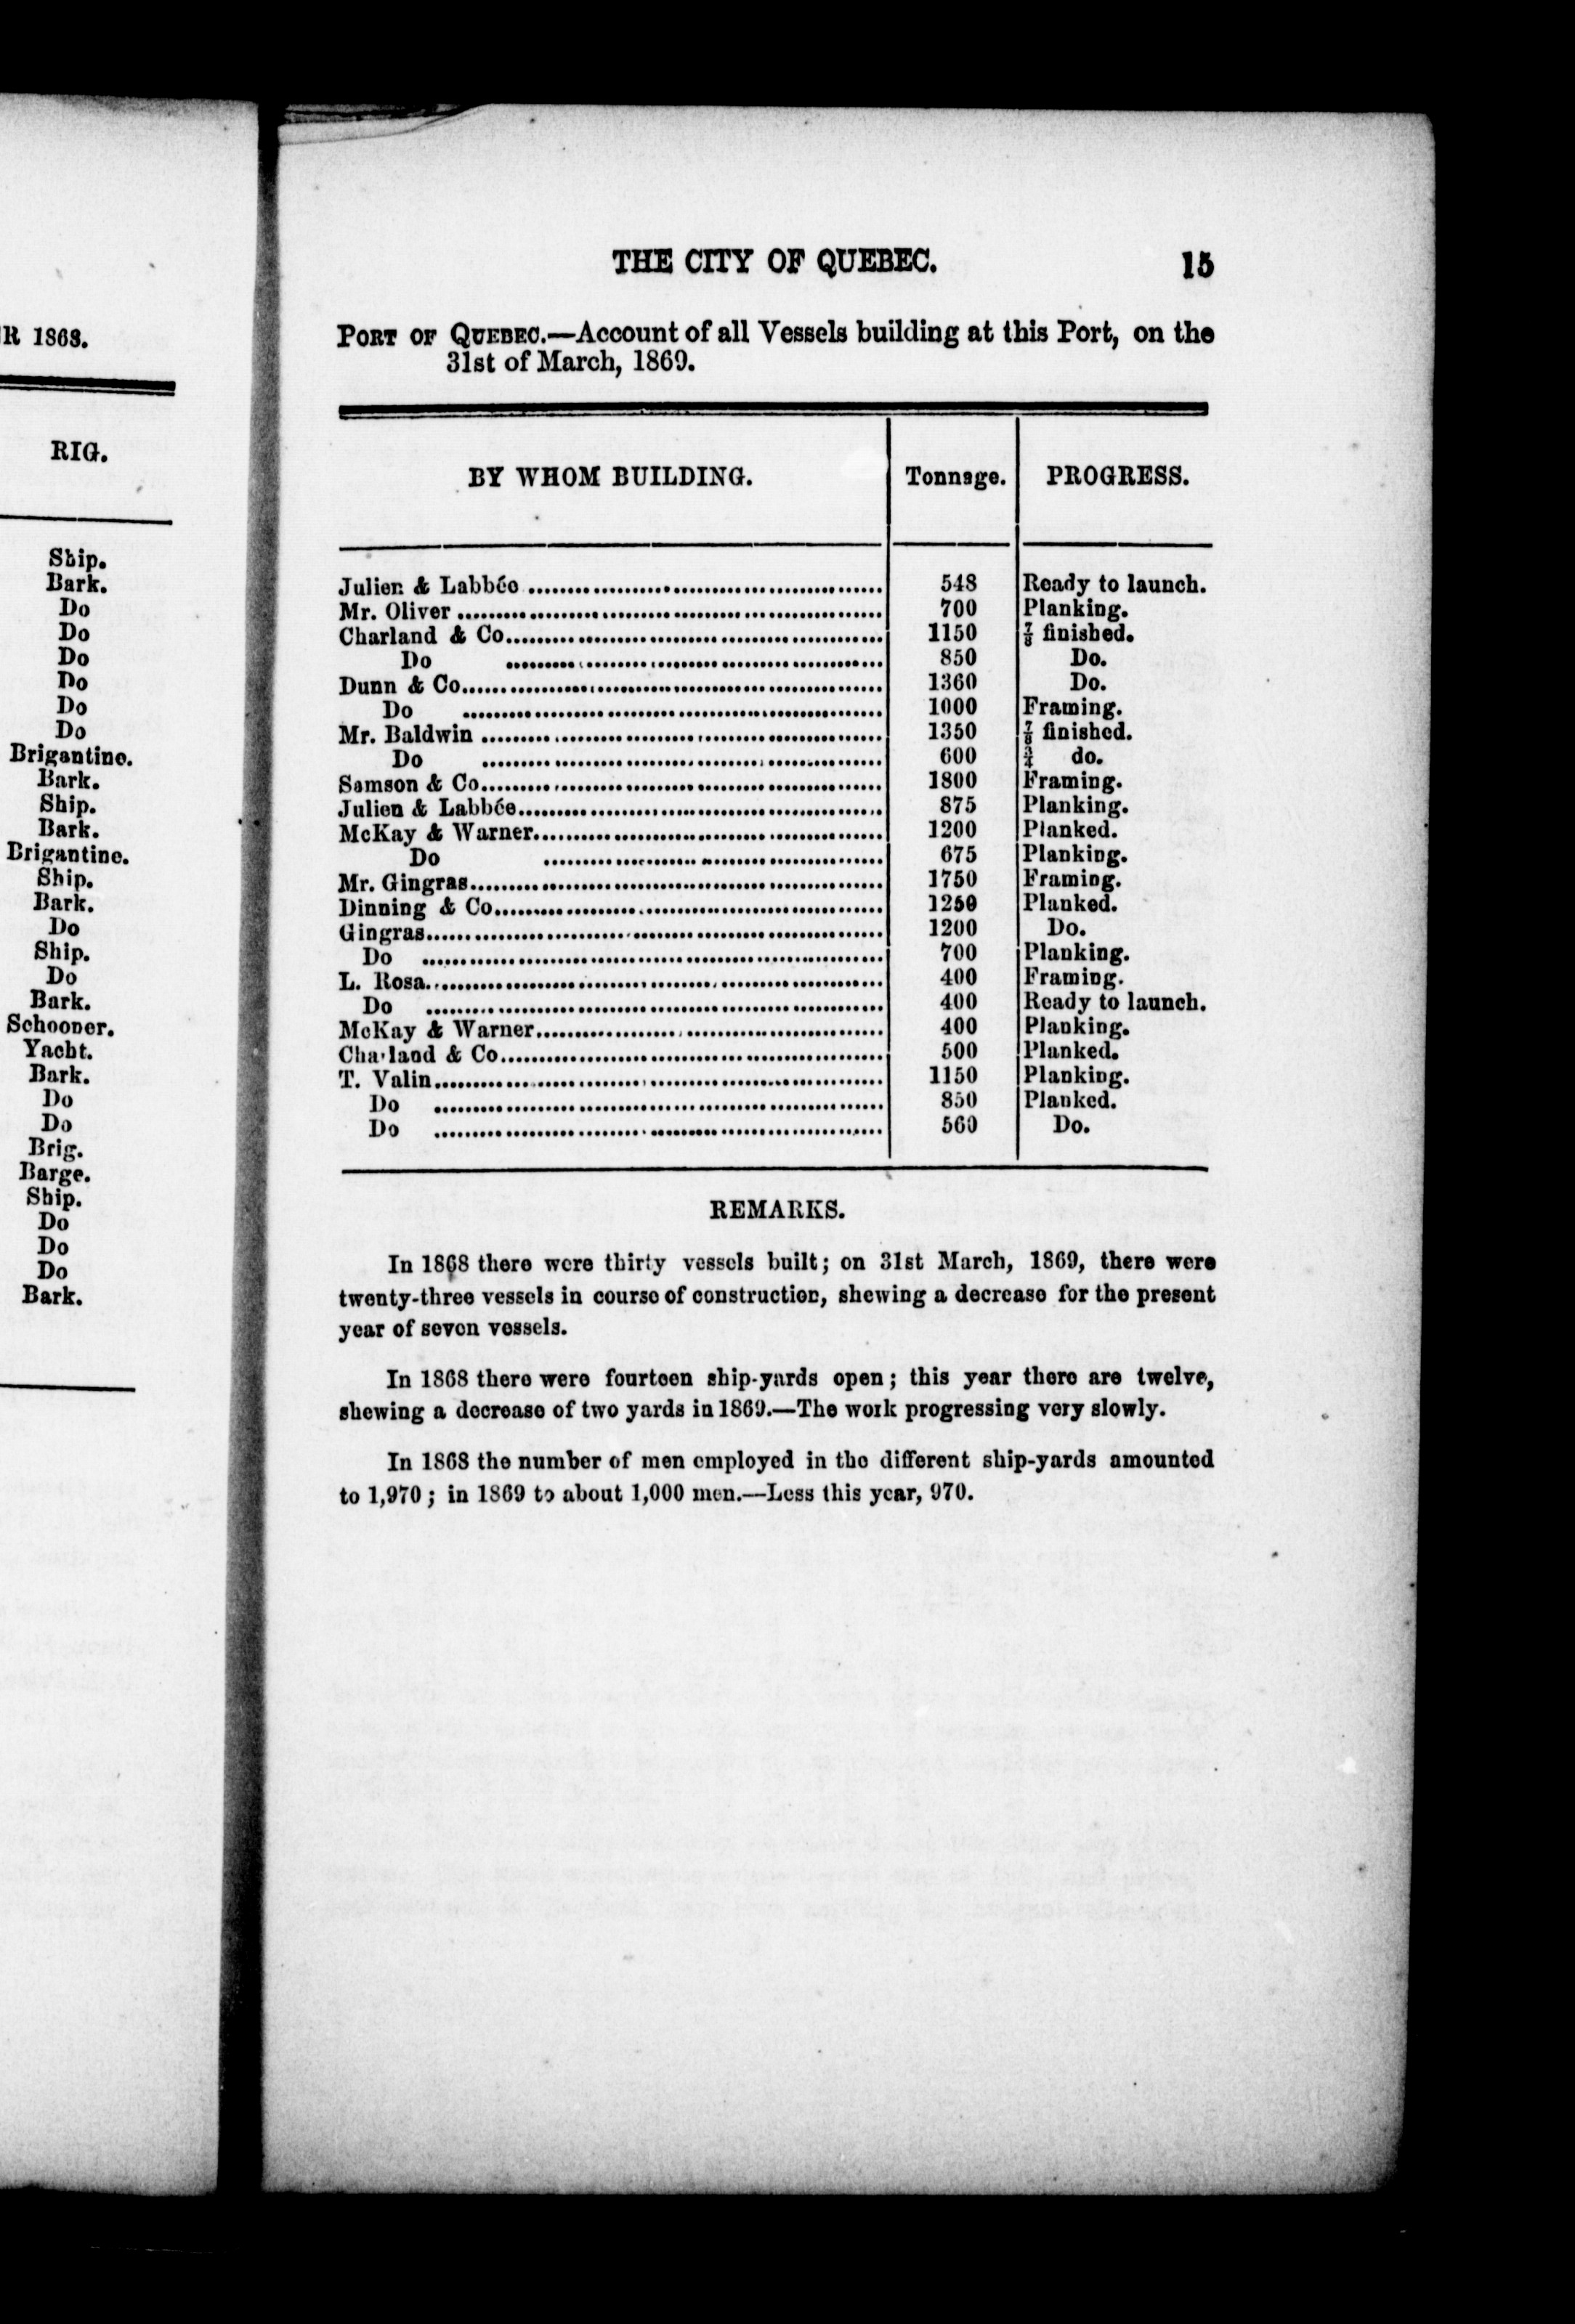 R 1868.
RIG.
Ship.
Bark.
Do
Do
Do
Do
Do
Do
Brigantine.
Bark.
Ship.
Bark.
Brigantine.
Ship.
Bark.
Do
Ship.
Do
Bark.
Schooner.
Yacht.
Bark.
Do
Do
Brig.
Barge.
Ship.
Do
Do
Do
Bark.
THE CITY OF QUEBEC. 15
PORT OF QUEBEC.—Account of all Vessels building at this Port, on the
31st of March, 1869.
BY WHOM BUILDING. Tonnage. PROGRESS.
Julien & Labbée 548 Ready to launch.
Mr. Oliver 700 Planking.
Charland & Co. 1150 ⅞ finished.
Do 850 Do.
Dunn & Co. 1360 Do.
Do 1000 Framing.
Mr. Baldwin 1350 ⅞ finished.
Do 600 ¾ do.
Samson & Co. 1800 Framing.
Julien & Labbée 875 Planking.
McKay & Warner 1200 Planked.
Do 675 Planking.
Mr. Gingras 1750 Framing.
Dinning & Co. 1250 Planked.
Gingras 1200 Do.
Do 700 Planking.
L. Rosa 400 Framing.
Do 400 Ready to launch.
McKay & Warner 400 Planking.
Charland & Co. 500 Planked.
T. Valin 1150 Planking.
Do 850 Planked.
Do 560 Do.
REMARKS.
In 1868 there were thirty vessels built; on 31st March, 1869, there were
twenty-three vessels in course of construction, shewing a decrease for the present
year of seven vessels.
In 1868 there were fourteen ship-yards open; this year there are twelve,
shewing a decrease of two yards in 1869.—The work progressing very slowly.
In 1868 the number of men employed in the different ship-yards amounted
to 1,970; in 1869 to about 1,000 men.—Less this year, 970.